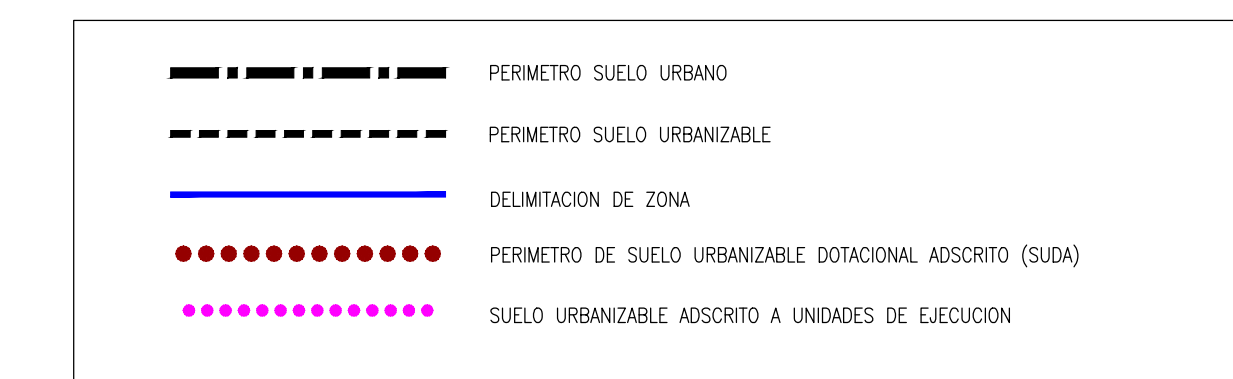 PERIMETRO SUELO URBANO
PERIMETRO SUELO URBANIZABLE
DELIMITACION DE ZONA
PERIMETRO DE SUELO URBANIZABLE DOTACIONAL ADSCRITO (SUDA)
SUELO URBANIZABLE ADSCRITO A UNIDADES DE EJECUCION